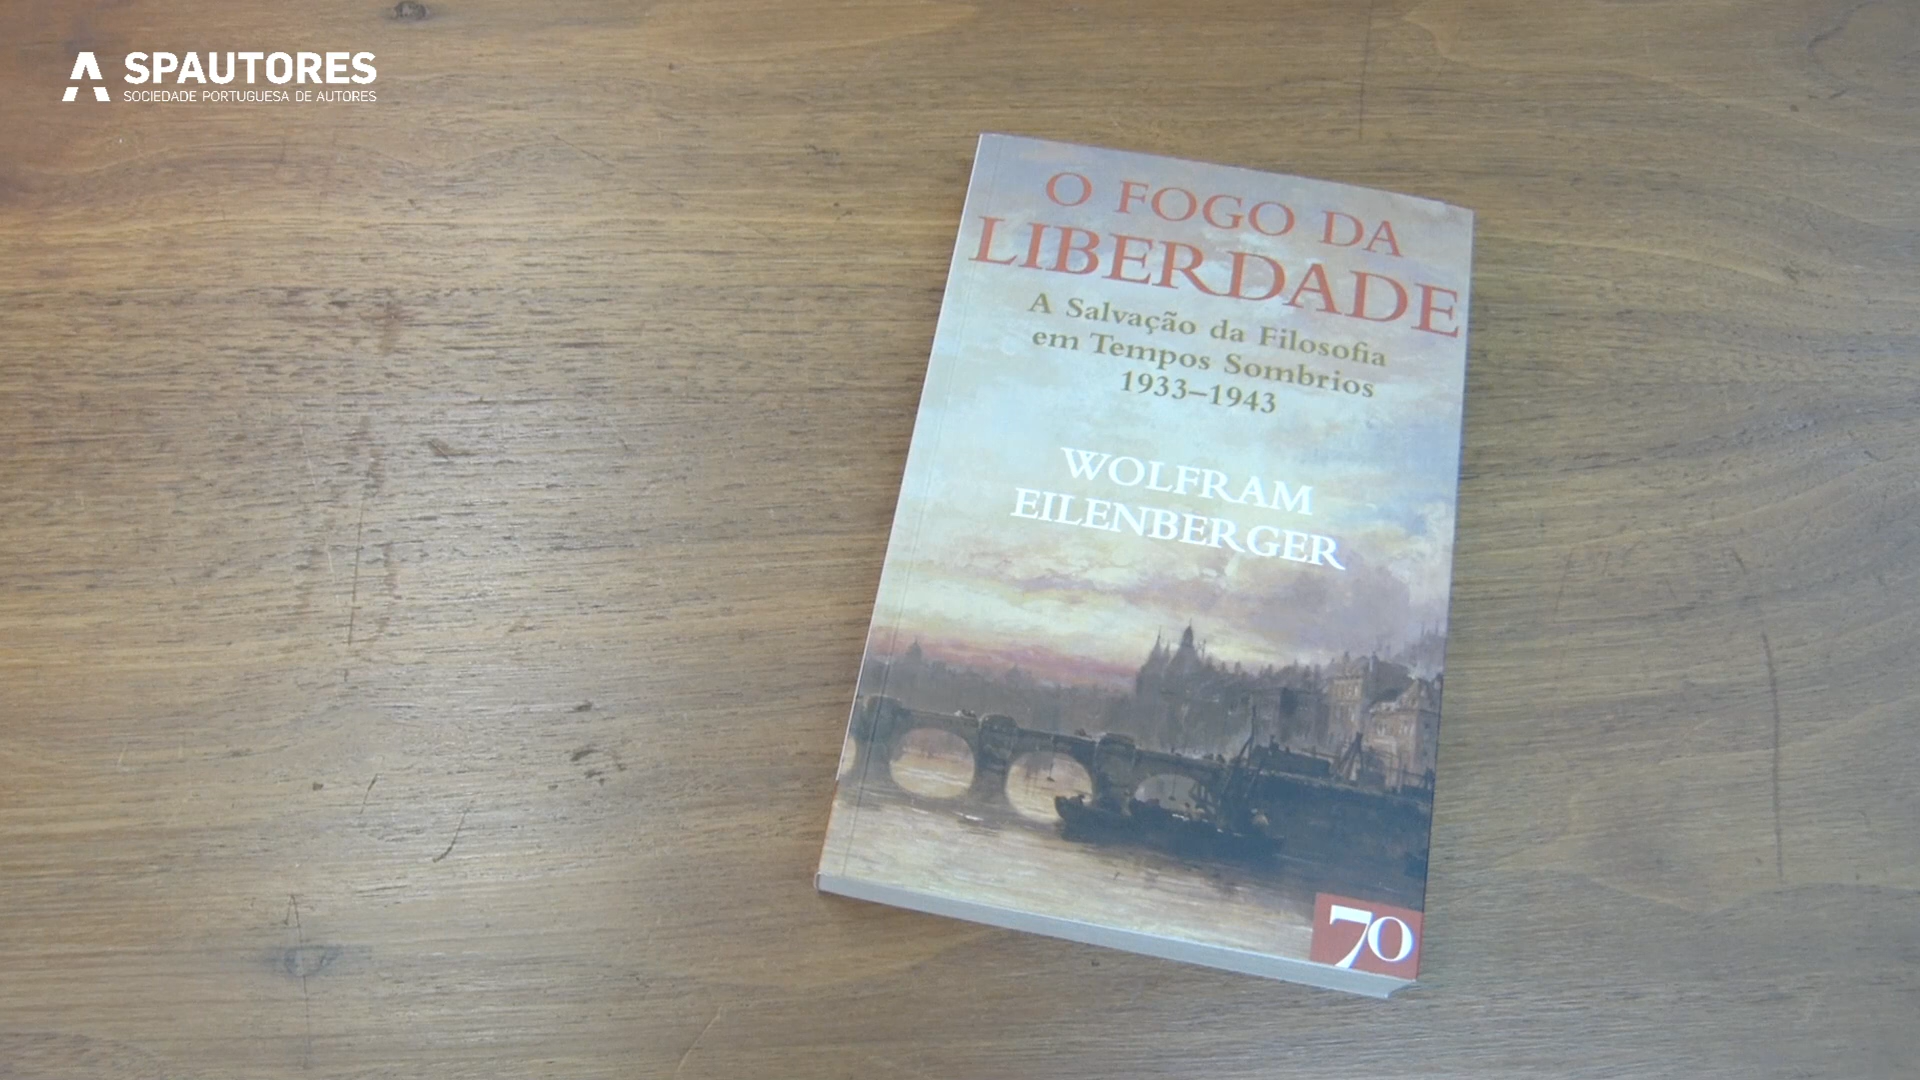 SPAUTORES
SOCIEDADE PORTUGUESA DE AUTORES
O FOGO DA
LIBERDADE
A Salvação da Filosofia
em Tempos Sombrios
1933–1943
WOLFRAM
EILENBERGER
70